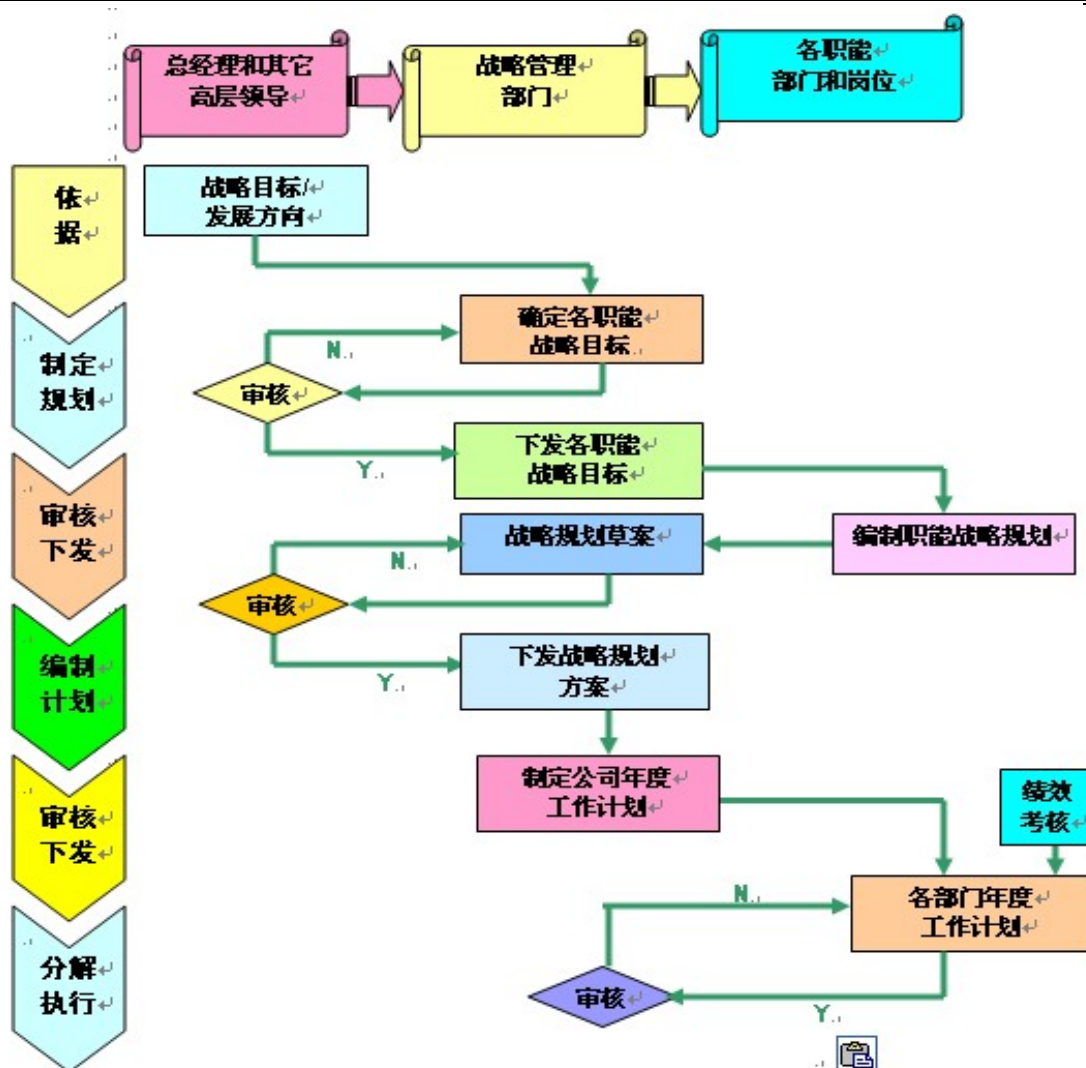 总经理和其它
高层领导
战略管理
部门
各职能
部门和岗位
依
据
战略目标/
发展方向
确定各职能
战略目标
N
制定
规划
审核
下发各职能
战略目标
Y
审核
下发
战略规划草案
编制职能战略规划
N
审核
编制
计划
下发战略规划
方案
Y
制定公司年度
工作计划
绩效
考核
审核
下发
各部门年度
工作计划
N
分解
执行
审核
Y